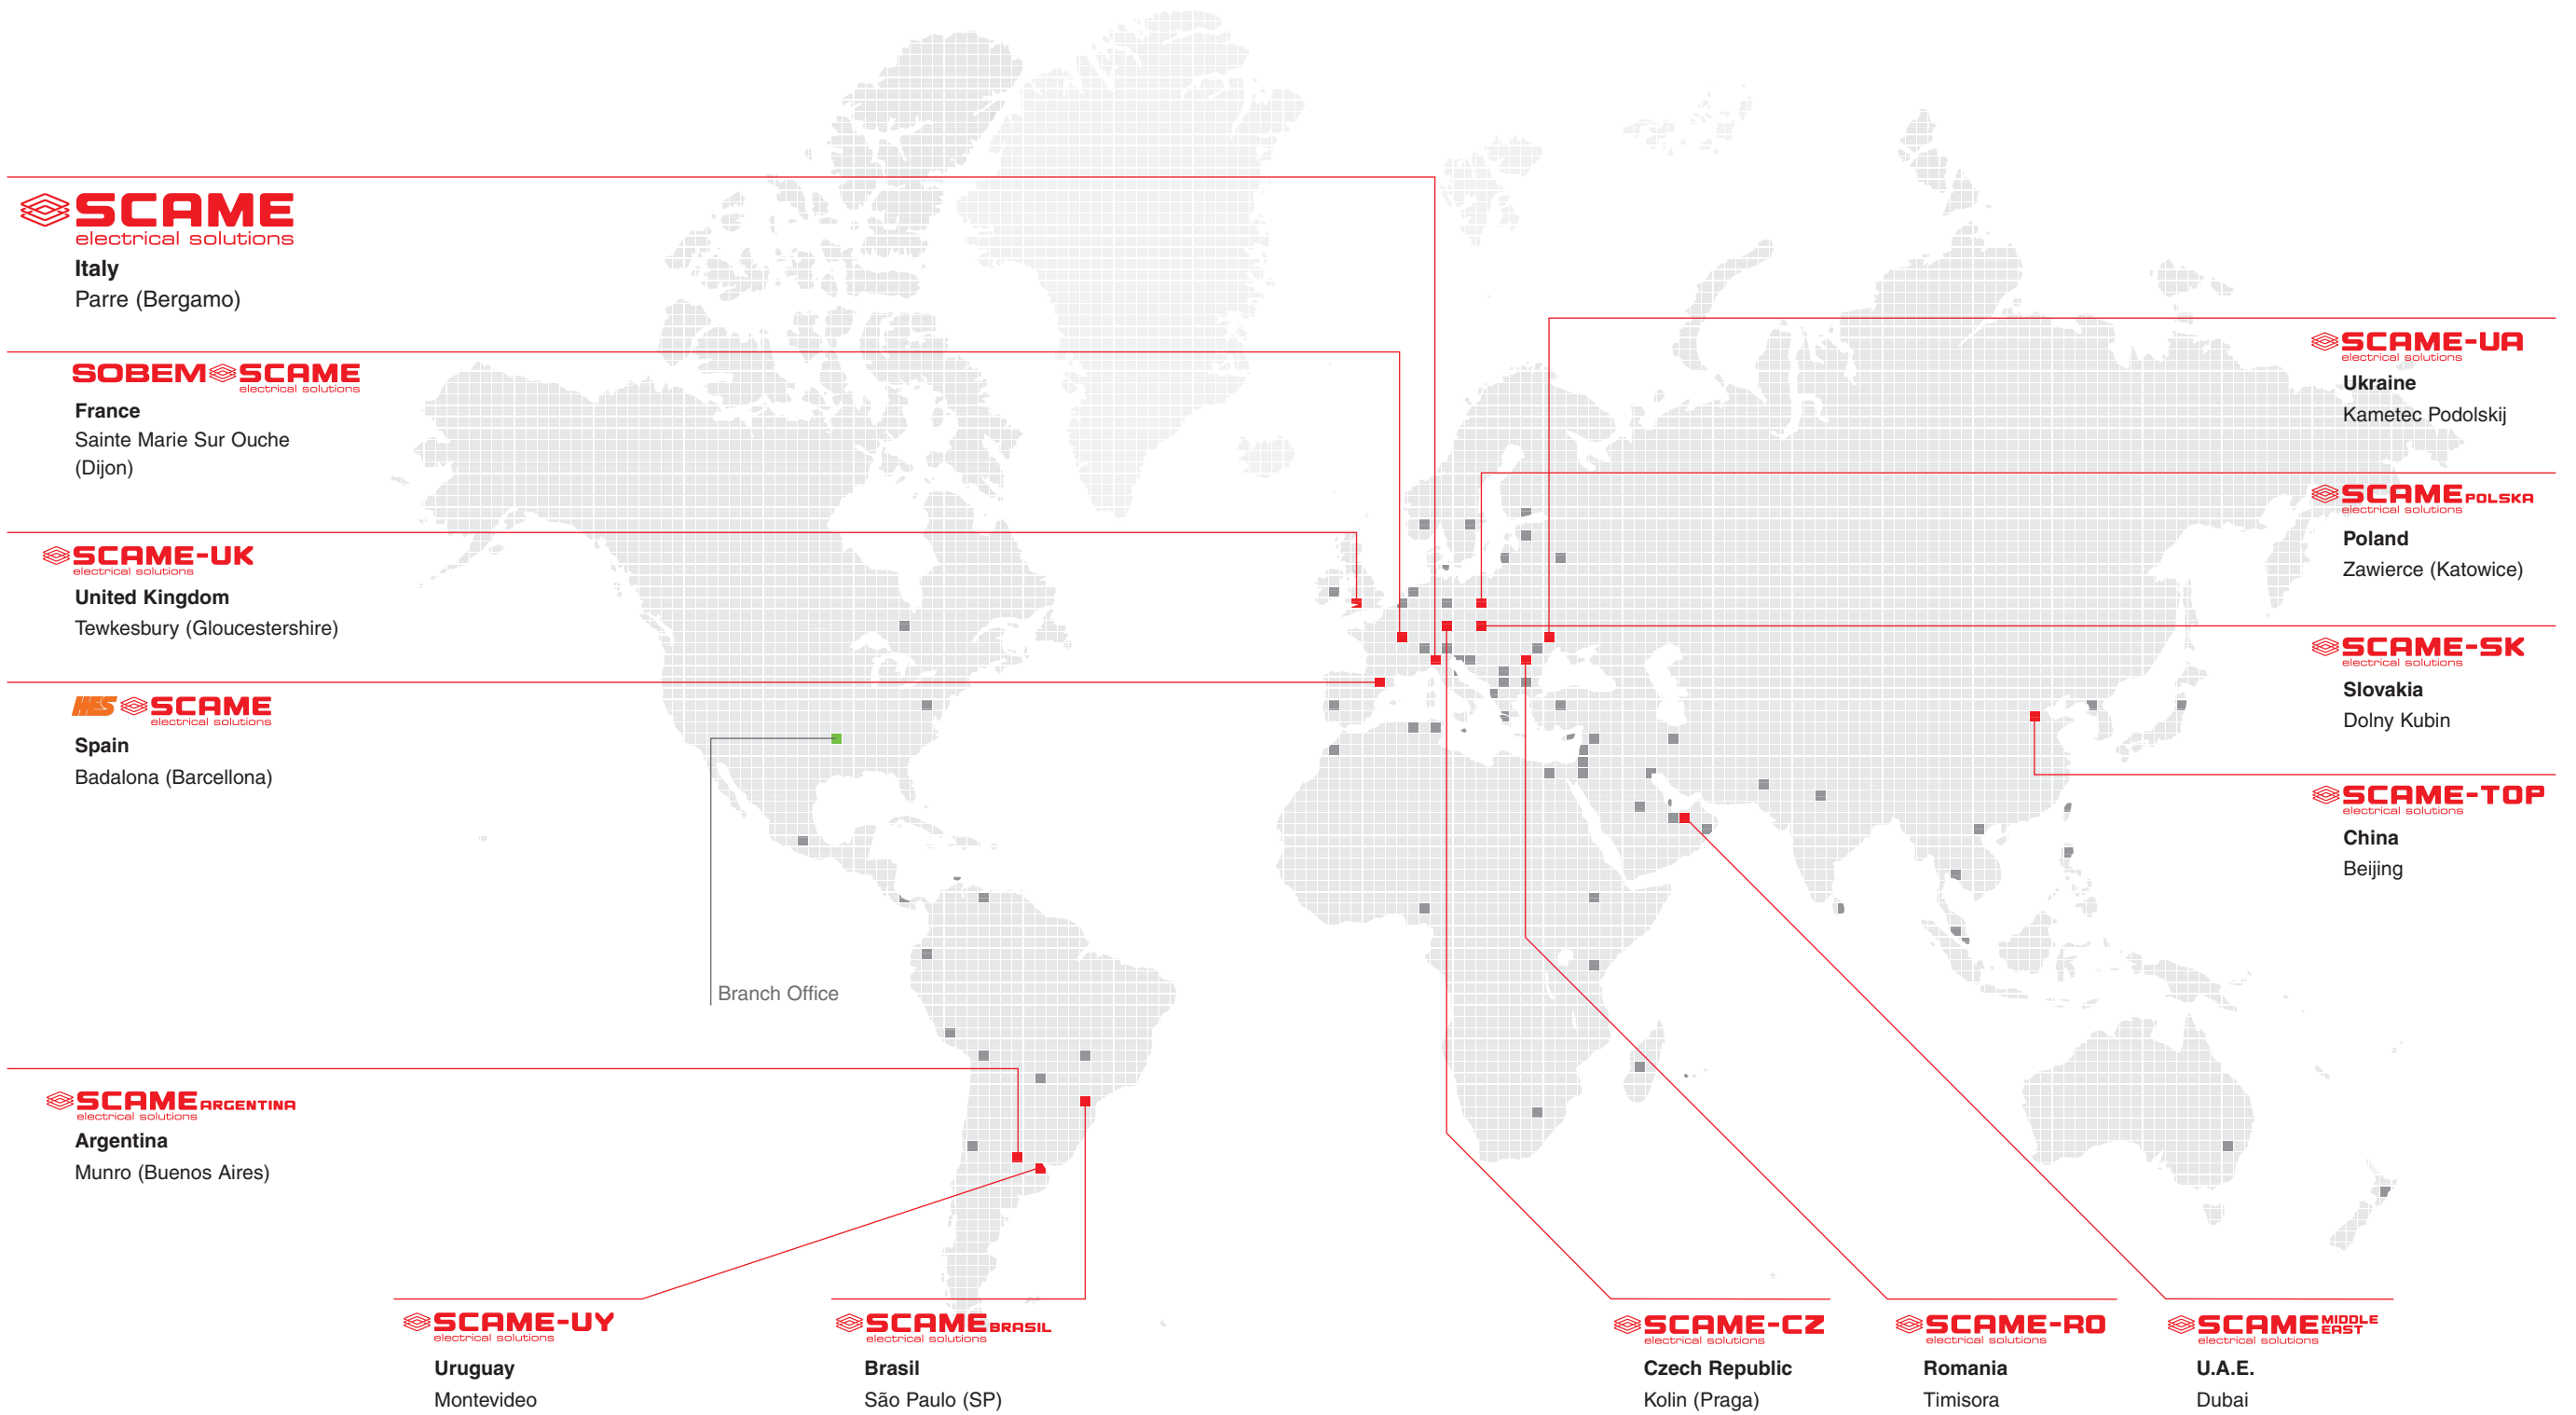 SCAME
electrical solutions
Italy
Parre (Bergamo)
SOBEM SCAME
electrical solutions
France
Sainte Marie Sur Ouche
(Dijon)
SCAME-UK
electrical solutions
United Kingdom
Tewkesbury (Gloucestershire)
HES SCAME
electrical solutions
Spain
Badalona (Barcellona)
Branch Office
SCAME ARGENTINA
electrical solutions
Argentina
Munro (Buenos Aires)
SCAME-UY
electrical solutions
Uruguay
Montevideo
SCAME BRASIL
electrical solutions
Brasil
São Paulo (SP)
SCAME-CZ
electrical solutions
Czech Republic
Kolin (Praga)
SCAME-RO
electrical solutions
Romania
Timisora
SCAME MIDDLE EAST
electrical solutions
U.A.E.
Dubai
SCAME-UA
electrical solutions
Ukraine
Kametec Podolskij
SCAME POLSKA
electrical solutions
Poland
Zawierce (Katowice)
SCAME-SK
electrical solutions
Slovakia
Dolny Kubin
SCAME-TOP
electrical solutions
China
Beijing